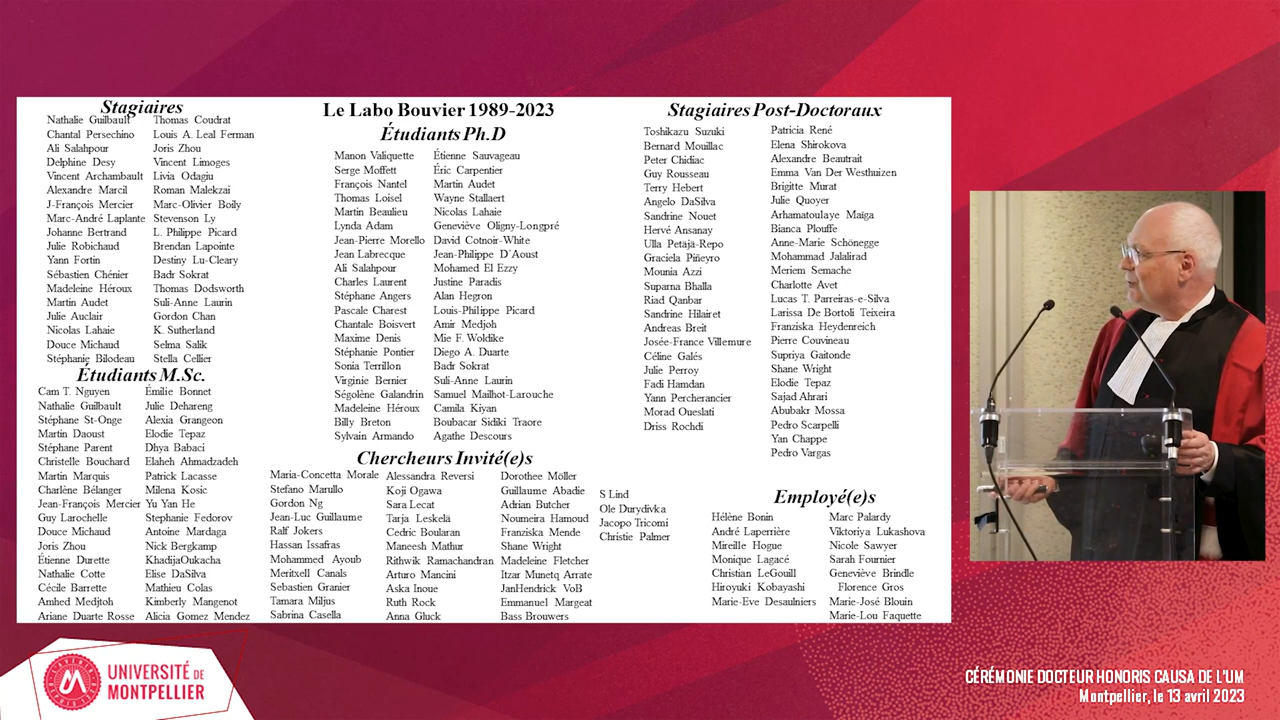 Stagiaires
Nathalie Guilbault
Chantal Persechino
Ali Salahpour
Delphine Desy
Vincent Archambault
Alexandre Marcil
J-François Mercier
Marc-André Laplante
Johanne Bertrand
Julie Robichaud
Yann Fortin
Sébastien Chénier
Madeleine Héroux
Martin Audet
Julie Auclair
Nicolas Lahaie
Douce Michaud
Stéphanie Bilodeau
Thomas Coudrat
Louis A. Leal Ferman
Joris Zhou
Vincent Limoges
Livia Odagiu
Roman Malekzai
Marc-Olivier Boily
Stevenson Ly
L. Philippe Picard
Brendan Lapointe
Destiny Lu-Cleary
Badr Sokrat
Thomas Dodsworth
Suli-Anne Laurin
Gordon Chan
K. Sutherland
Selma Salik
Stella Cellier
Étudiants M.Sc.
Cam T. Nguyen
Nathalie Guilbault
Stéphane St-Onge
Martin Daoust
Stéphane Parent
Christelle Bouchard
Martin Marquis
Charlène Bélanger
Jean-François Mercier
Guy Larochelle
Douce Michaud
Joris Zhou
Étienne Durette
Nathalie Cotte
Cécile Barrette
Amhed Medjtoh
Ariane Duarte Rosse
Émilie Bonnet
Julie Dehareng
Alexia Grangeon
Elodie Tepaz
Dhya Babaci
Elaheh Ahmadzadeh
Patrick Lacasse
Milena Kosic
Yu Yan He
Stephanie Fedorov
Antoine Mardaga
Nick Bergkamp
KhadijaOukacha
Elise DaSilva
Mathieu Colas
Kimberly Mangenot
Alicia Gomez Mendez
Le Labo Bouvier 1989-2023
Étudiants Ph.D
Manon Valiquette
Serge Moffett
François Nantel
Thomas Loisel
Martin Beaulieu
Lynda Adam
Jean-Pierre Morello
Jean Labrecque
Ali Salahpour
Charles Laurent
Stéphane Angers
Pascale Charest
Chantale Boisvert
Maxime Denis
Stéphanie Pontier
Sonia Terrillon
Virginie Bernier
Ségolène Galandrin
Madeleine Héroux
Billy Breton
Sylvain Armando
Étienne Sauvageau
Éric Carpentier
Martin Audet
Wayne Stallaert
Nicolas Lahaie
Geneviève Oligny-Longpré
David Cotnoir-White
Jean-Philippe D'Aoust
Mohamed El Ezzy
Justine Paradis
Alan Hegron
Louis-Philippe Picard
Amir Medjoh
Mie F. Woldike
Diego A. Duarte
Badr Sokrat
Suli-Anne Laurin
Samuel Mailhot-Larouche
Camila Kiyan
Boubacar Sidiki Traore
Agathe Descours
Chercheurs Invité(e)s
Maria-Concetta Morale
Stefano Marullo
Gordon Ng
Jean-Luc Guillaume
Ralf Jokers
Hassan Issafras
Mohammed Ayoub
Meritxell Canals
Sebastien Granier
Tamara Miljus
Sabrina Casella
Alessandra Reversi
Koji Ogawa
Sara Lecat
Tarja Leskelä
Cedric Boularan
Maneesh Mathur
Rithwik Ramachandran
Arturo Mancini
Aska Inoue
Ruth Rock
Anna Gluck
Dorothee Möller
Guillaume Abadie
Adrian Butcher
Noumeira Hamoud
Franziska Mende
Shane Wright
Madeleine Fletcher
Itzar Munetq Arrate
JanHendrick VoB
Emmanuel Margeat
Bass Brouwers
S Lind
Ole Durydivka
Jacopo Tricomi
Christie Palmer
Stagiaires Post-Doctoraux
Toshikazu Suzuki
Bernard Mouillac
Peter Chidiac
Guy Rousseau
Terry Hebert
Angelo DaSilva
Sandrine Nouet
Hervé Ansanay
Ulla Petäjä-Repo
Graciela Piñeyro
Mounia Azzi
Suparna Bhalla
Riad Qanbar
Sandrine Hilairet
Andreas Breit
Josée-France Villemure
Céline Galés
Julie Perroy
Fadi Hamdan
Yann Percherancier
Morad Oueslati
Driss Rochdi
Patricia René
Elena Shirokova
Alexandre Beautrait
Emma Van Der Westhuizen
Brigitte Murat
Julie Quoyer
Arhamatoulaye Maïga
Bianca Plouffe
Anne-Marie Schönegge
Mohammad Jalalirad
Meriem Semache
Charlotte Avet
Lucas T. Parreiras-e-Silva
Larissa De Bortoli Teixeira
Franziska Heydenreich
Pierre Couvineau
Supriya Gaitonde
Shane Wright
Elodie Tepaz
Sajad Ahrari
Abubakr Mossa
Pedro Scarpelli
Yan Chappe
Pedro Vargas
Employé(e)s
Hélène Bonin
André Laperrière
Mireille Hogue
Monique Lagacé
Christian LeGouill
Hiroyuki Kobayashi
Marie-Eve Desaulniers
Marc Palardy
Viktoriya Lukashova
Nicole Sawyer
Sarah Fournier
Geneviève Brindle
Florence Gros
Marie-José Blouin
Marie-Lou Faquette
UNIVERSITÉ DE
MONTPELLIER
CÉRÉMONIE DOCTEUR HONORIS CAUSA DE L'UM
Montpellier, le 13 avril 2023